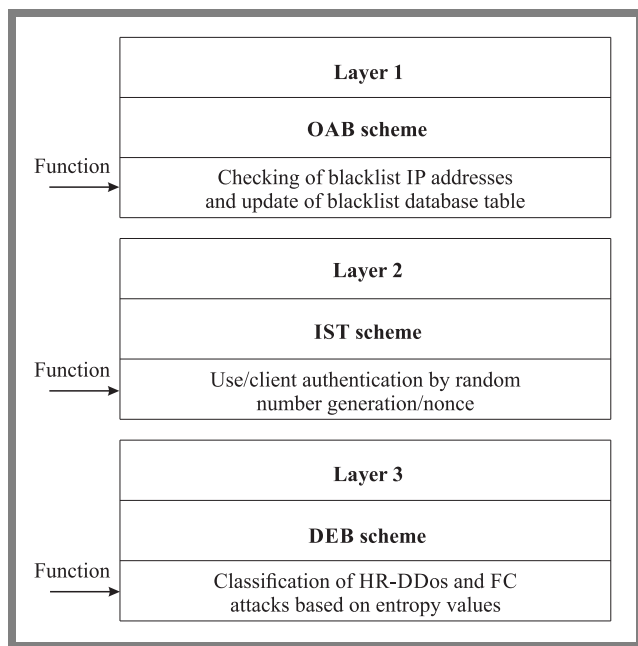 Layer 1
OAB scheme
Function
Checking of blacklist IP addresses
and update of blacklist database table
Layer 2
IST scheme
Function
Use/client authentication by random
number generation/nonce
Layer 3
DEB scheme
Function
Classification of HR-DDos and FC
attacks based on entropy values